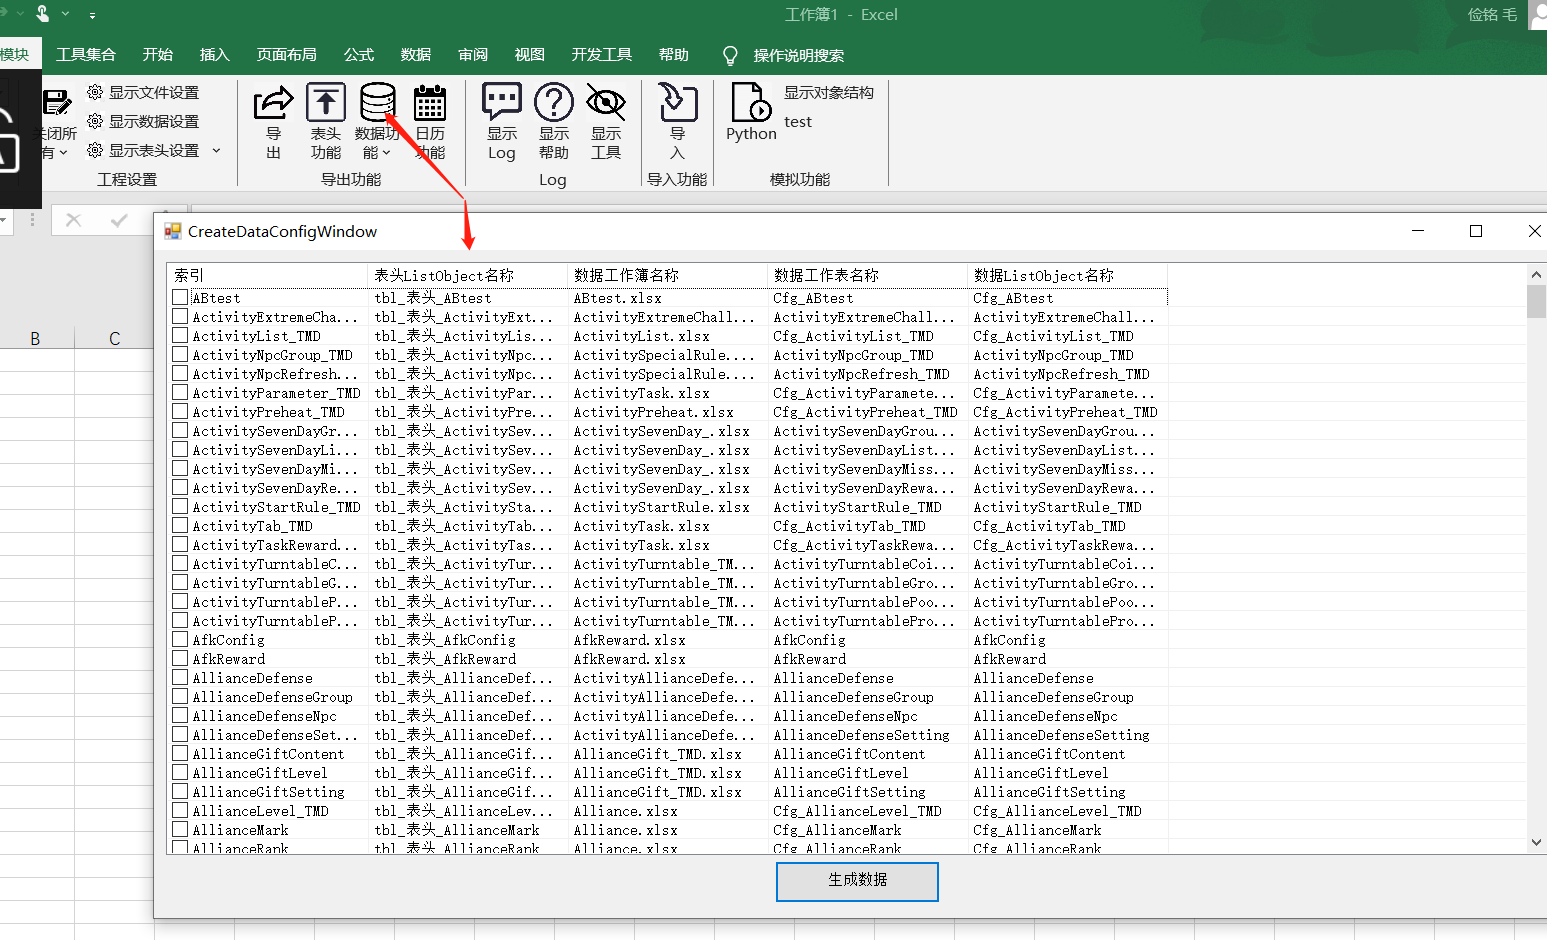 工作簿1 - Excel
俭铭 毛
模块 工具集合 开始 插入 页面布局 公式 数据 审阅 视图 开发工具 帮助 操作说明搜索
关闭所有
显示文件设置
显示数据设置
显示表头设置
工程设置
导出
表头功能
数据功能
日历功能
导出功能
显示 Log
显示帮助
显示工具
Log
导入
导入功能
Python
显示对象结构
test
模拟功能
B C
CreateDataConfigWindow
索引 表头ListObject名称 数据工作簿名称 数据工作表名称 数据ListObject名称
ABtest tbl_表头_ABtest ABtest.xlsx Cfg_ABtest Cfg_ABtest
ActivityExtremeCha... tbl_表头_ActivityExt... ActivityExtremeChall... ActivityExtremeChall... ActivityExtremeChall...
ActivityList_TMD tbl_表头_ActivityLis... ActivityList.xlsx Cfg_ActivityList_TMD Cfg_ActivityList_TMD
ActivityNpcGroup_TMD tbl_表头_ActivityNpc... ActivitySpecialRule.... ActivityNpcGroup_TMD ActivityNpcGroup_TMD
ActivityNpcRefresh... tbl_表头_ActivityNpc... ActivitySpecialRule.... ActivityNpcRefresh_TMD ActivityNpcRefresh_TMD
ActivityParameter_TMD tbl_表头_ActivityPar... ActivityTask.xlsx Cfg_ActivityParamete... Cfg_ActivityParamete...
ActivityPreheat_TMD tbl_表头_ActivityPre... ActivityPreheat.xlsx Cfg_ActivityPreheat_TMD Cfg_ActivityPreheat_TMD
ActivitySevenDayGr... tbl_表头_ActivitySev... ActivitySevenDay_.xlsx ActivitySevenDayGrou... ActivitySevenDayGrou...
ActivitySevenDayLi... tbl_表头_ActivitySev... ActivitySevenDay_.xlsx ActivitySevenDayList... ActivitySevenDayList...
ActivitySevenDayMi... tbl_表头_ActivitySev... ActivitySevenDay_.xlsx ActivitySevenDayMiss... ActivitySevenDayMiss...
ActivitySevenDayRe... tbl_表头_ActivitySev... ActivitySevenDay_.xlsx ActivitySevenDayRewa... ActivitySevenDayRewa...
ActivityStartRule_TMD tbl_表头_ActivitySta... ActivityStartRule.xlsx ActivityStartRule_TMD ActivityStartRule_TMD
ActivityTab_TMD tbl_表头_ActivityTab... ActivityTask.xlsx Cfg_ActivityTab_TMD Cfg_ActivityTab_TMD
ActivityTaskReward... tbl_表头_ActivityTas... ActivityTask.xlsx Cfg_ActivityTaskRewa... Cfg_ActivityTaskRewa...
ActivityTurntableC... tbl_表头_ActivityTur... ActivityTurntable_TM... ActivityTurntableCoi... ActivityTurntableCoi...
ActivityTurntableG... tbl_表头_ActivityTur... ActivityTurntable_TM... ActivityTurntableGro... ActivityTurntableGro...
ActivityTurntableP... tbl_表头_ActivityTur... ActivityTurntable_TM... ActivityTurntablePoo... ActivityTurntablePoo...
ActivityTurntableP... tbl_表头_ActivityTur... ActivityTurntable_TM... ActivityTurntablePro... ActivityTurntablePro...
AfkConfig tbl_表头_AfkConfig AfkReward.xlsx AfkConfig AfkConfig
AfkReward tbl_表头_AfkReward AfkReward.xlsx AfkReward AfkReward
AllianceDefense tbl_表头_AllianceDef... ActivityAllianceDefe... AllianceDefense AllianceDefense
AllianceDefenseGroup tbl_表头_AllianceDef... ActivityAllianceDefe... AllianceDefenseGroup AllianceDefenseGroup
AllianceDefenseNpc tbl_表头_AllianceDef... ActivityAllianceDefe... AllianceDefenseNpc AllianceDefenseNpc
AllianceDefenseSet... tbl_表头_AllianceDef... ActivityAllianceDefe... AllianceDefenseSetting AllianceDefenseSetting
AllianceGiftContent tbl_表头_AllianceGif... AllianceGift_TMD.xlsx AllianceGiftContent AllianceGiftContent
AllianceGiftLevel tbl_表头_AllianceGif... AllianceGift_TMD.xlsx AllianceGiftLevel AllianceGiftLevel
AllianceGiftSetting tbl_表头_AllianceGif... AllianceGift_TMD.xlsx AllianceGiftSetting AllianceGiftSetting
AllianceLevel_TMD tbl_表头_AllianceLev... Alliance.xlsx Cfg_AllianceLevel_TMD Cfg_AllianceLevel_TMD
AllianceMark tbl_表头_AllianceMark Alliance.xlsx Cfg_AllianceMark Cfg_AllianceMark
AllianceRank tbl_表头_AllianceRank Alliance.xlsx Cfg_AllianceRank Cfg_AllianceRank
生成数据